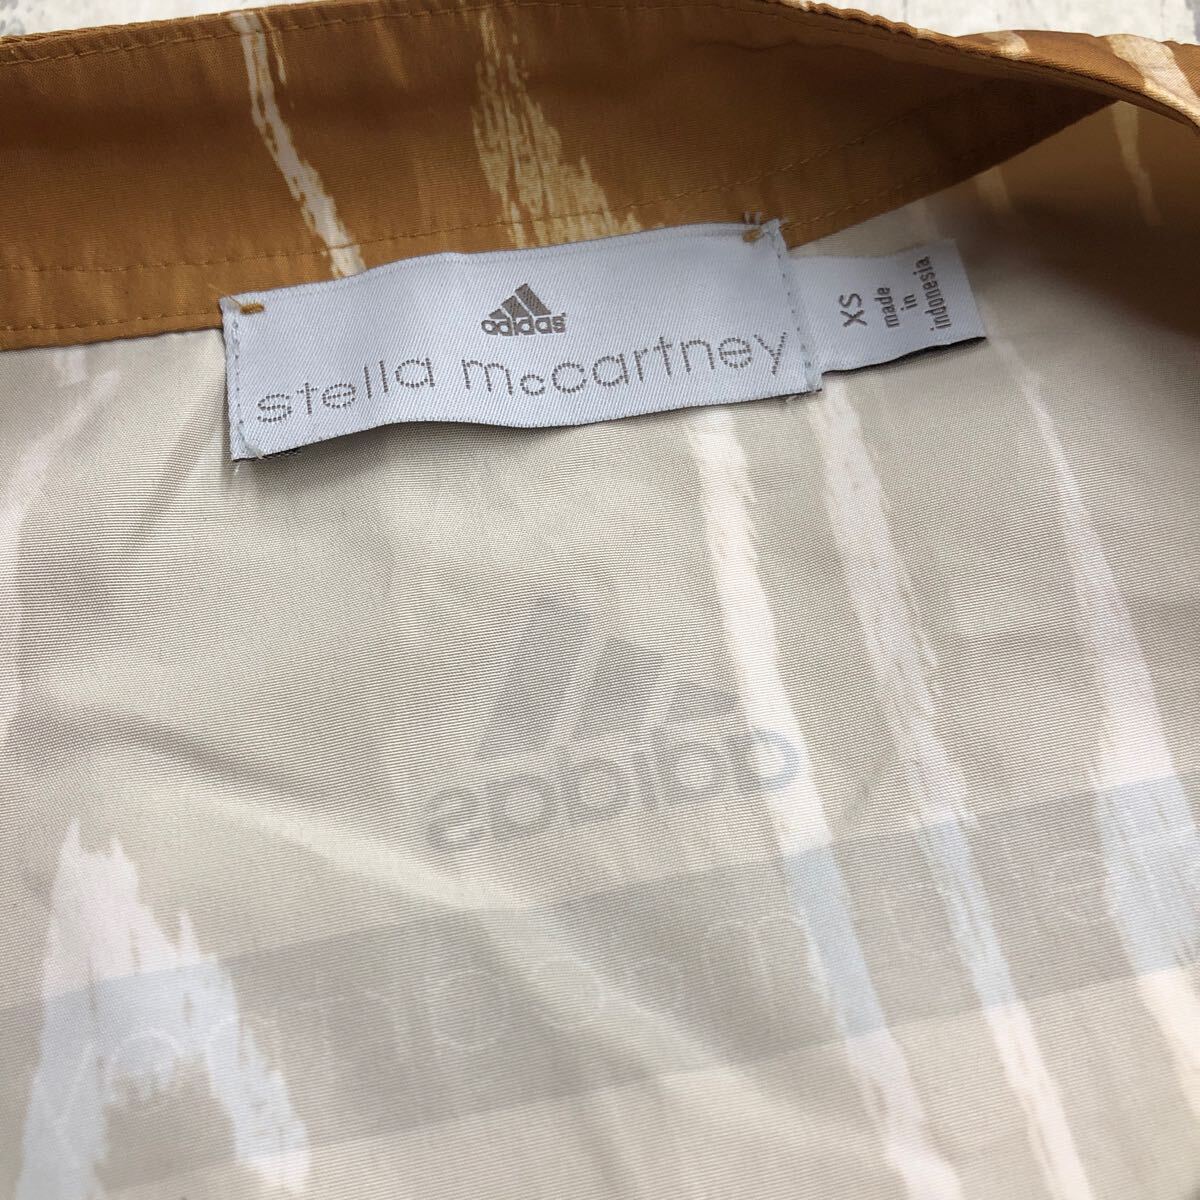 adidas
stella mccartney
XS
made
in
indonesia
adidas